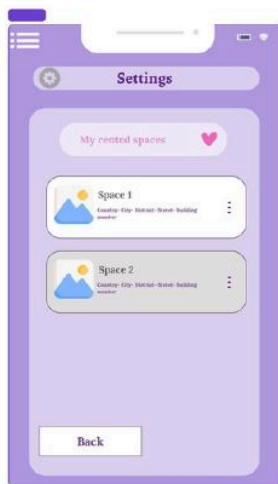 Settings
My rented spaces
Space 1
Country- City- District-Street- building
number
Space 2
Country- City- District-Street- building
number
Back